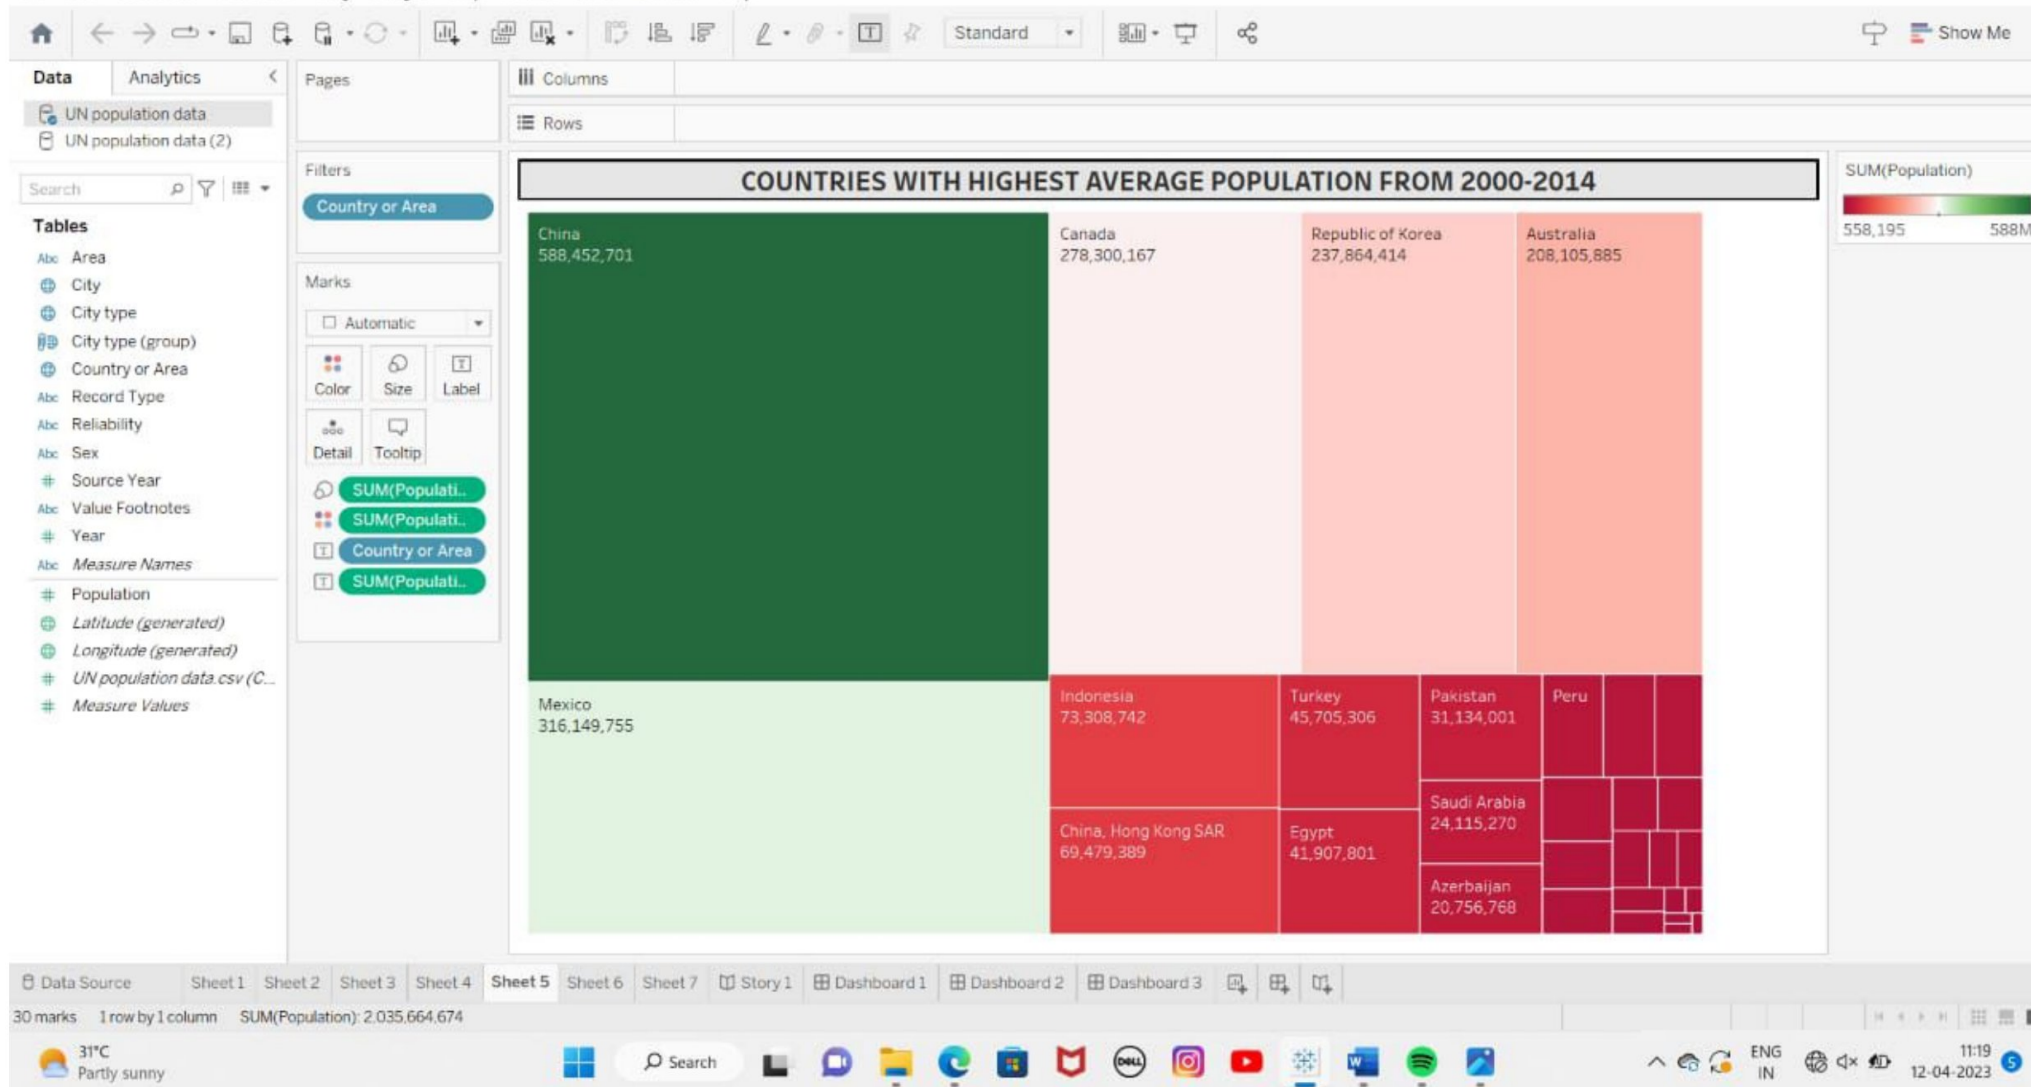 Standard
Show Me
Data
Analytics
UN population data
UN population data (2)
Search
Tables
Abc Area
City
City type
City type (group)
Country or Area
Abc Record Type
Abc Reliability
Abc Sex
# Source Year
Abc Value Footnotes
# Year
Abc Measure Names
# Population
Latitude (generated)
Longitude (generated)
# UN population data.csv (C...
# Measure Values
Pages
Filters
Country or Area
Marks
Automatic
Color Size Label
Detail Tooltip
SUM(Populati..
SUM(Populati..
Country or Area
SUM(Populati..
Columns
Rows
COUNTRIES WITH HIGHEST AVERAGE POPULATION FROM 2000-2014
China
588,452,701
Canada
278,300,167
Republic of Korea
237,864,414
Australia
208,105,885
Mexico
316,149,755
Indonesia
73,308,742
Turkey
45,705,306
Pakistan
31,134,001
Peru
Saudi Arabia
24,115,270
China, Hong Kong SAR
69,479,389
Egypt
41,907,801
Azerbaijan
20,756,768
SUM(Population)
558,195 588M
Data Source Sheet 1 Sheet 2 Sheet 3 Sheet 4 Sheet 5 Sheet 6 Sheet 7 Story 1 Dashboard 1 Dashboard 2 Dashboard 3
30 marks 1 row by 1 column SUM(Population): 2,035,664,674
31°C
Partly sunny
Search
DELL
W
ENG
IN
11:19
12-04-2023
5